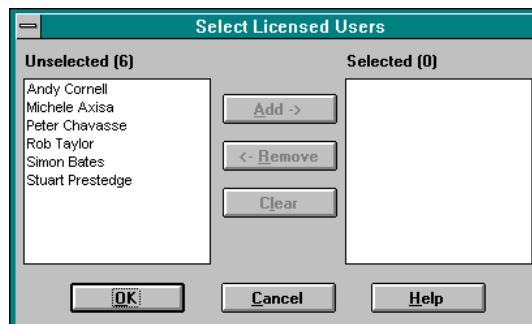 Select Licensed Users
Unselected (6)
Selected (0)
Andy Cornell
Michele Axisa
Peter Chavasse
Rob Taylor
Simon Bates
Stuart Prestedge
Add ->
<- Remove
Clear
OK
Cancel
Help